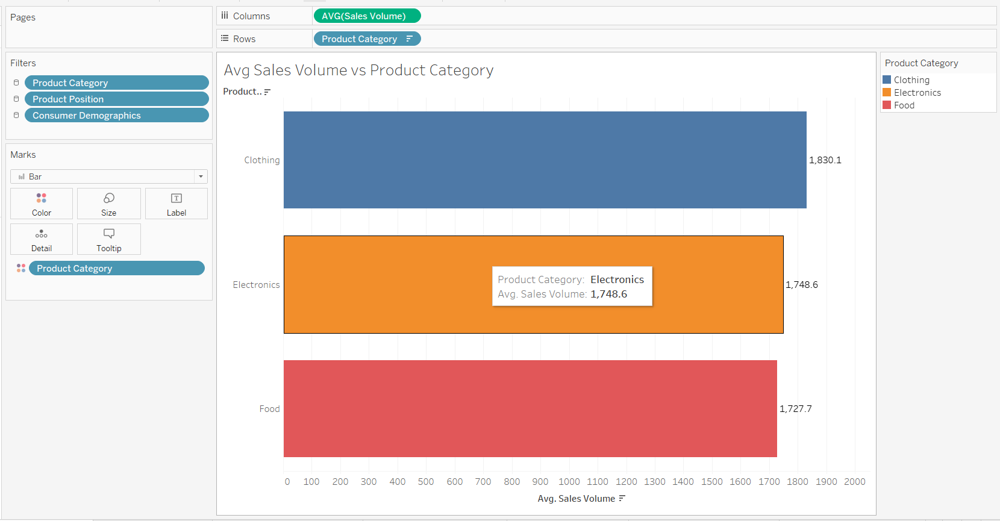 Pages
Filters
Product Category
Product Position
Consumer Demographics
Marks
Bar
Color
Size
T
Label
Detail
Tooltip
Product Category
Columns
AVG(Sales Volume)
Rows
Product Category
Avg Sales Volume vs Product Category
Product..
Clothing
1,830.1
Electronics
1,748.6
Product Category: Electronics
Avg. Sales Volume: 1,748.6
Food
1,727.7
0 100 200 300 400 500 600 700 800 900 1000 1100 1200 1300 1400 1500 1600 1700 1800 1900 2000
Avg. Sales Volume
Product Category
Clothing
Electronics
Food